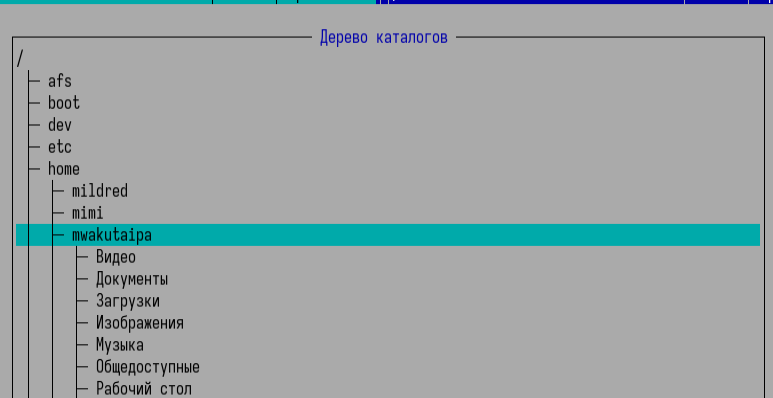 Дерево каталогов
/
afs
boot
dev
etc
home
mildred
mimi
mwakutaipa
Видео
Документы
Загрузки
Изображения
Музыка
Общедоступные
Рабочий стол